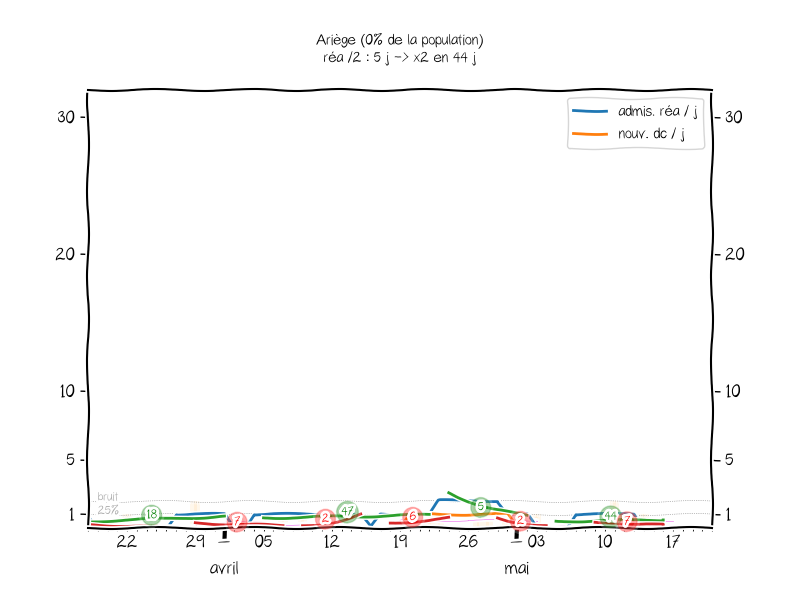 Ariège (0% de la population)
réa /2 : 5 j -> x2 en 44 j
admis. réa / j
nouv. dc / j
30 30
20 20
10 10
5 5
bruit
25%
1 1
18 7 2 47 6 5 2 44 7
22 29 05 12 19 26 03 10 17
avril mai